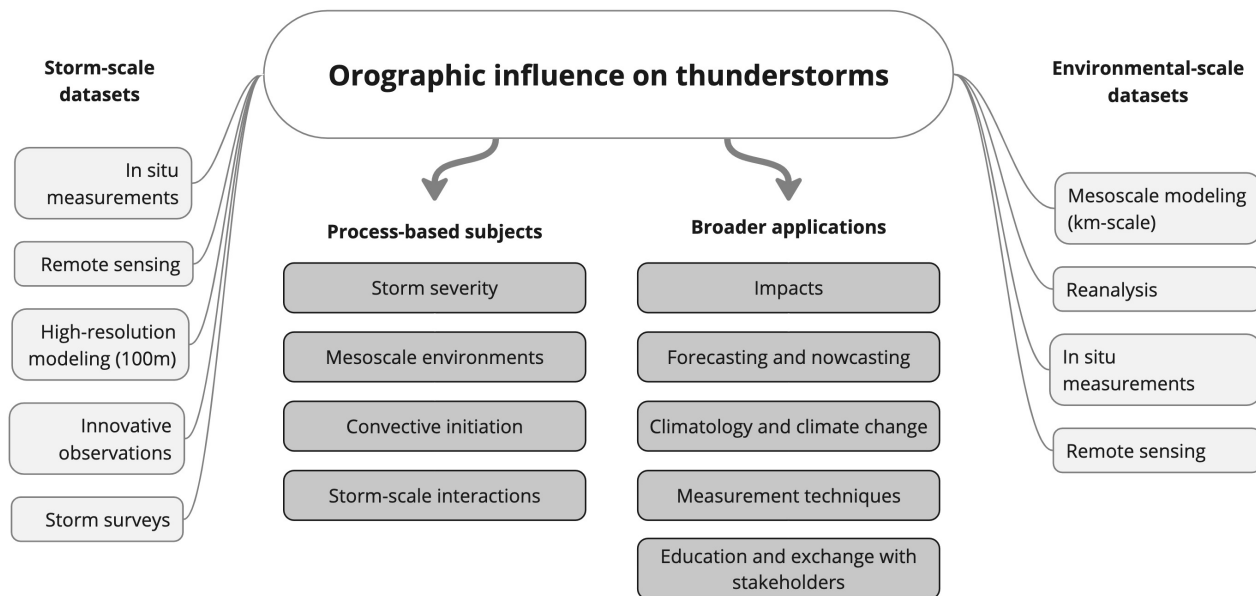 Orographic influence on thunderstorms
Storm-scale
datasets
In situ
measurements
Remote sensing
High-resolution
modeling (100m)
Innovative
observations
Storm surveys
Process-based subjects
Storm severity
Mesoscale environments
Convective initiation
Storm-scale interactions
Broader applications
Impacts
Forecasting and nowcasting
Climatology and climate change
Measurement techniques
Education and exchange with
stakeholders
Environmental-scale
datasets
Mesoscale modeling
(km-scale)
Reanalysis
In situ
measurements
Remote sensing